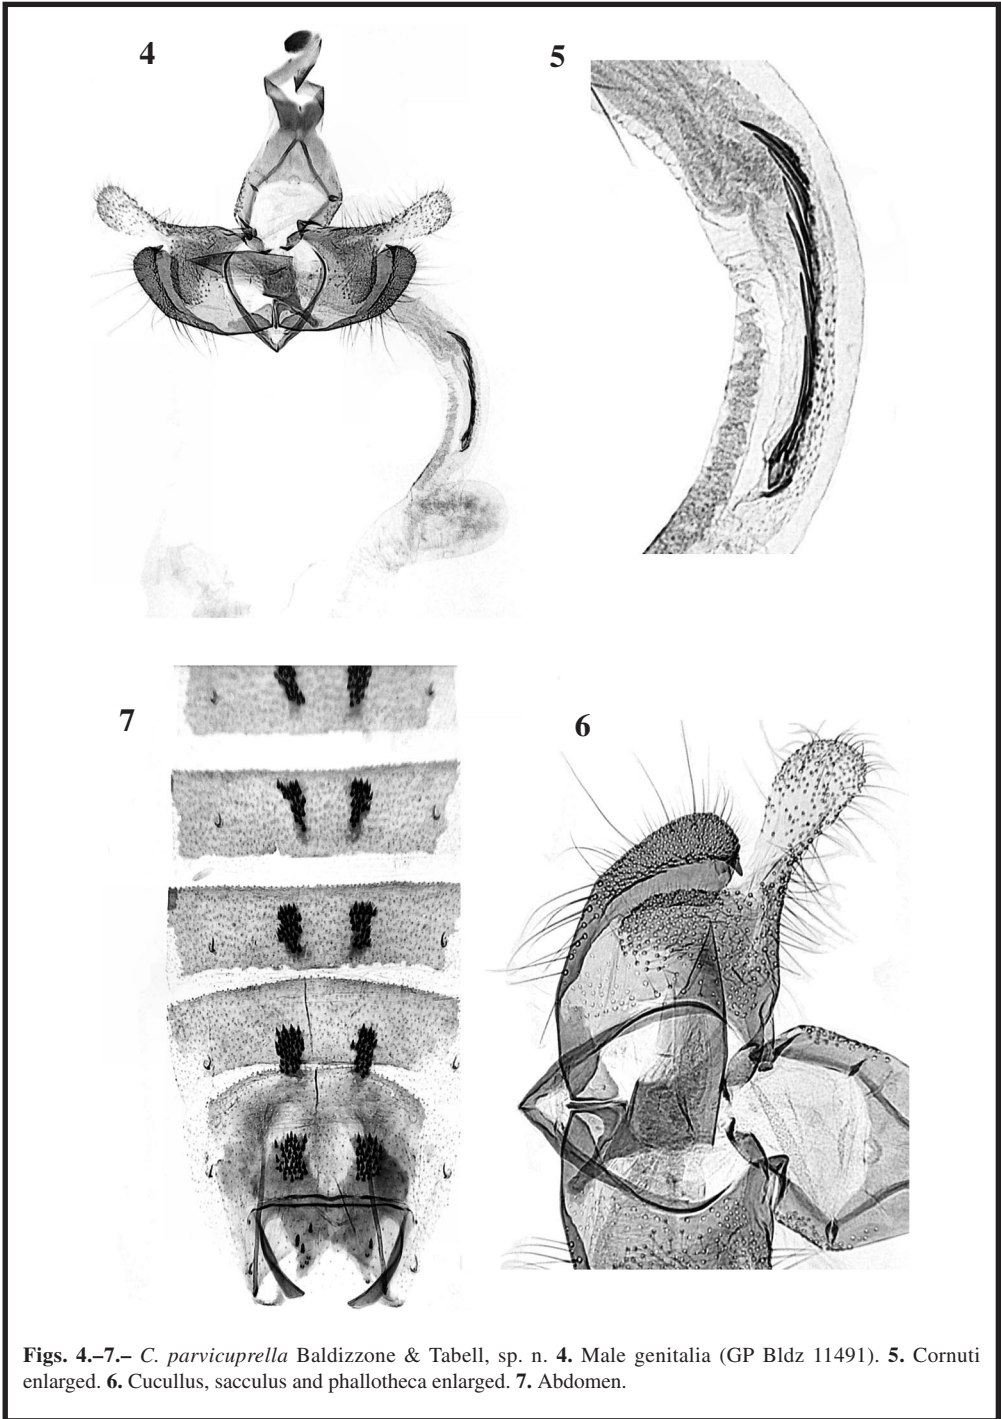 4
5
7
6
Figs. 4.–7.– C. parvicuprella Baldizzone & Tabell, sp. n. 4. Male genitalia (GP Bldz 11491). 5. Cornuti
enlarged. 6. Cucullus, sacculus and phallotheca enlarged. 7. Abdomen.